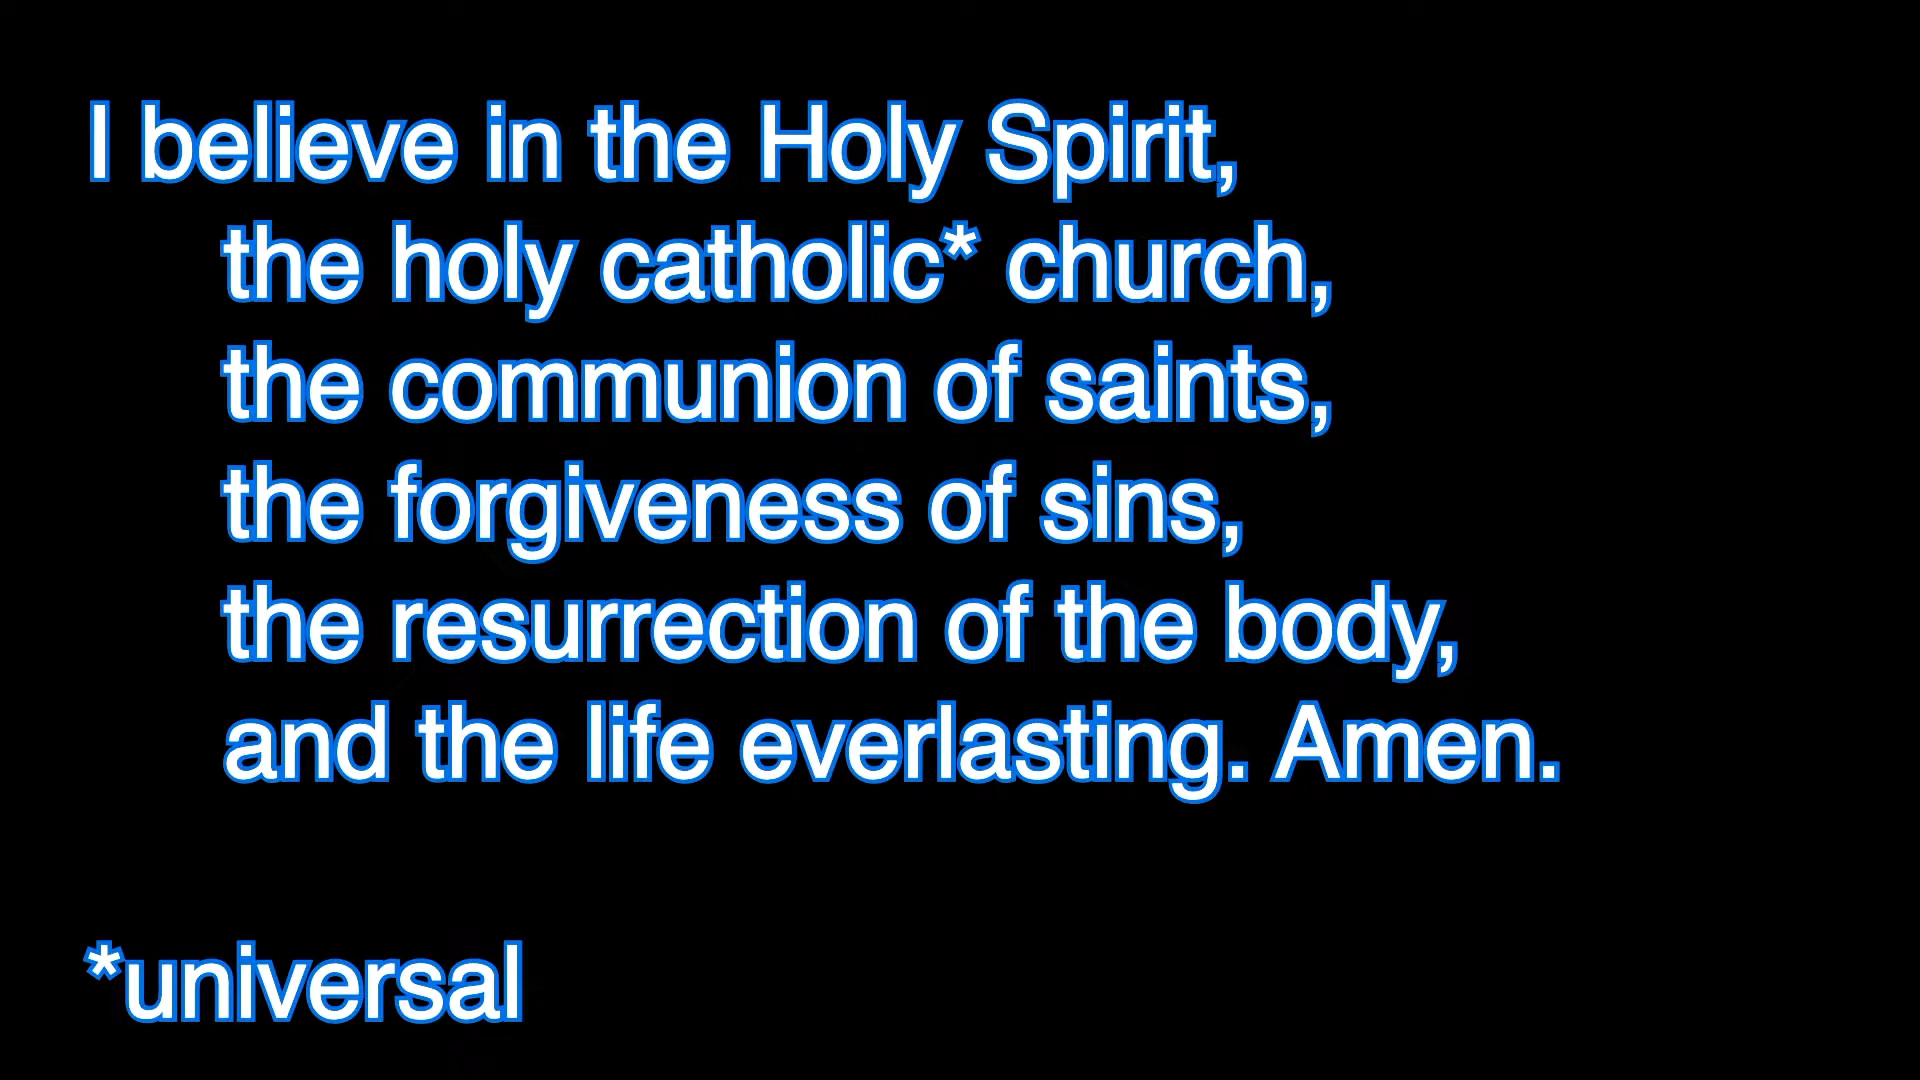 I believe in the Holy Spirit,
the holy catholic* church,
the communion of saints,
the forgiveness of sins,
the resurrection of the body,
and the life everlasting. Amen.
*universal